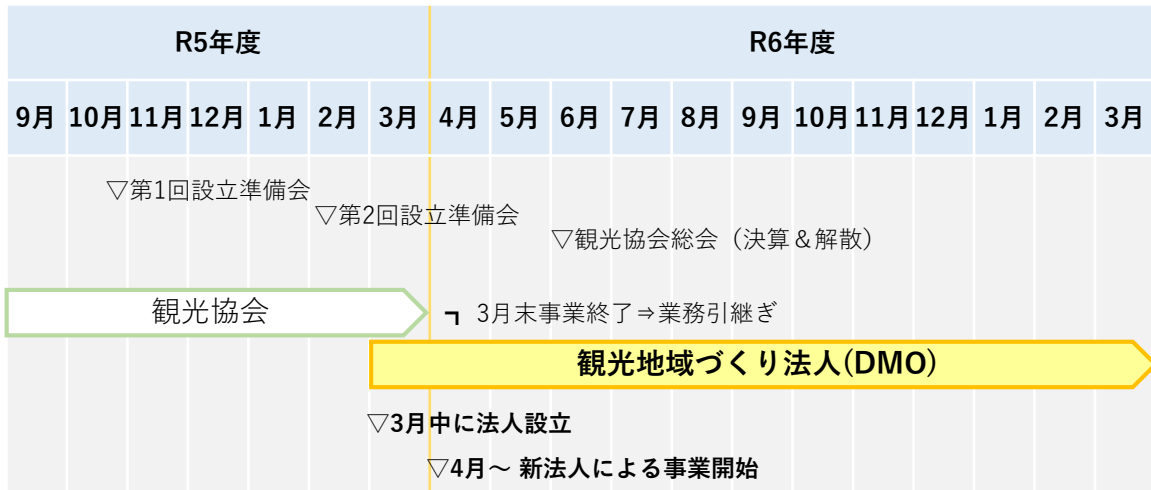 R5年度 R6年度
9月 10月 11月 12月 1月 2月 3月 4月 5月 6月 7月 8月 9月 10月 11月 12月 1月 2月 3月
▽第1回設立準備会
▽第2回設立準備会
▽観光協会総会（決算＆解散）
観光協会 ┓ 3月末事業終了⇒業務引継ぎ
観光地域づくり法人(DMO)
▽3月中に法人設立
▽4月～ 新法人による事業開始